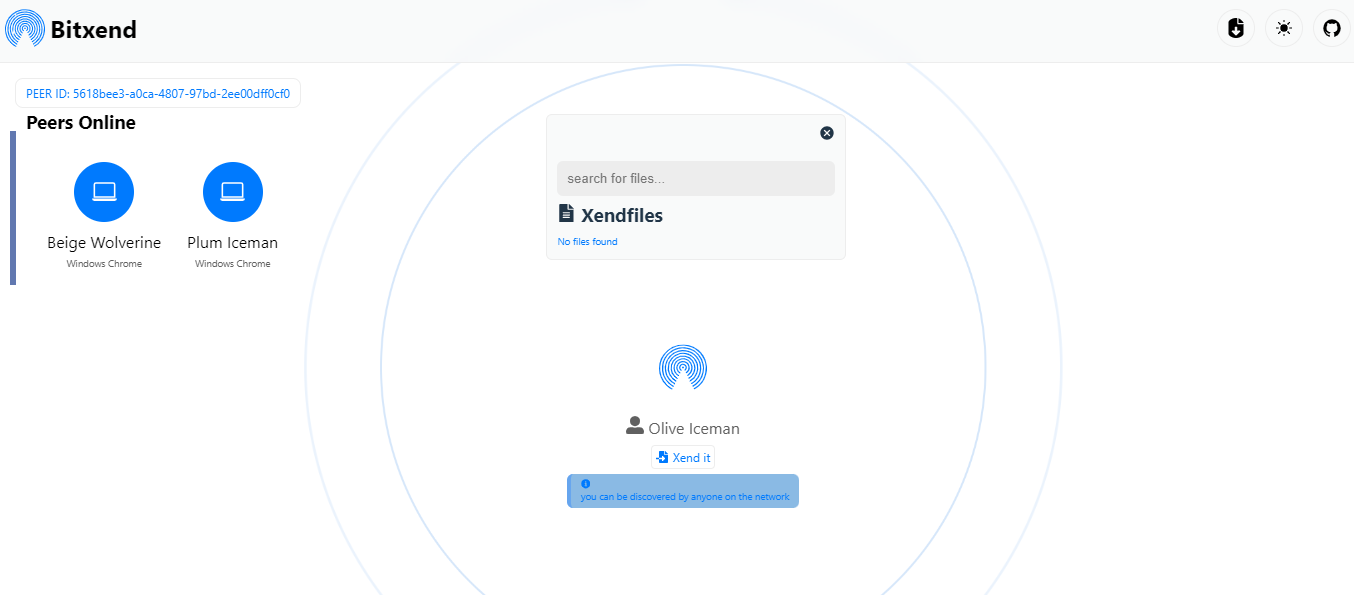 Bitxend
PEER ID: 5618bee3-a0ca-4807-97bd-2ee00dff0cf0
Peers Online
Beige Wolverine
Windows Chrome
Plum Iceman
Windows Chrome
search for files...
Xendfiles
No files found
Olive Iceman
Xend it
you can be discovered by anyone on the network